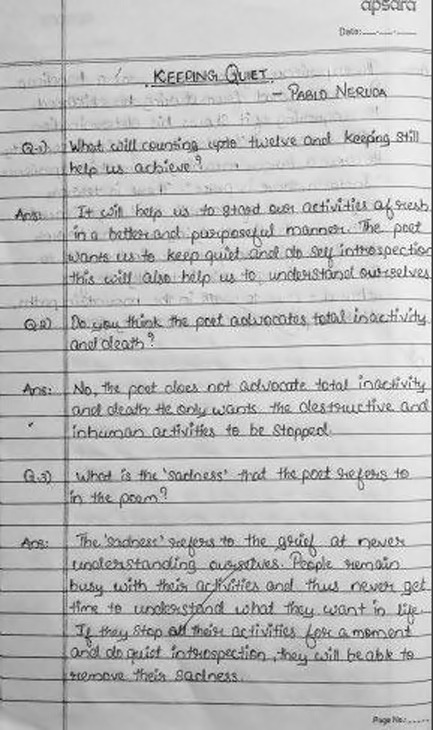 apsara
Date:
KEEPING QUIET
- PABLO NERUDA
Q.1) What will counting upto twelve and keeping still
help us achieve?
Ans: It will help us to start our activities afresh
in a better and purposeful manner. The poet
wants us to keep quiet and do self introspection
this will also help us to understand ourselves
Q.2) Do you think the poet advocates total inactivity
and death?
Ans: No, the poet does not advocate total inactivity
and death. He only wants the destructive and
inhuman activities to be stopped.
Q.3) What is the 'sadness' that the poet refers to
in the poem?
Ans: The 'sadness' refers to the grief at never
understanding ourselves. People remain
busy with their activities and thus never get
time to understand what they want in life.
If they stop all their activities for a moment
and do quiet introspection, they will be able to
remove their sadness.
Page No.: